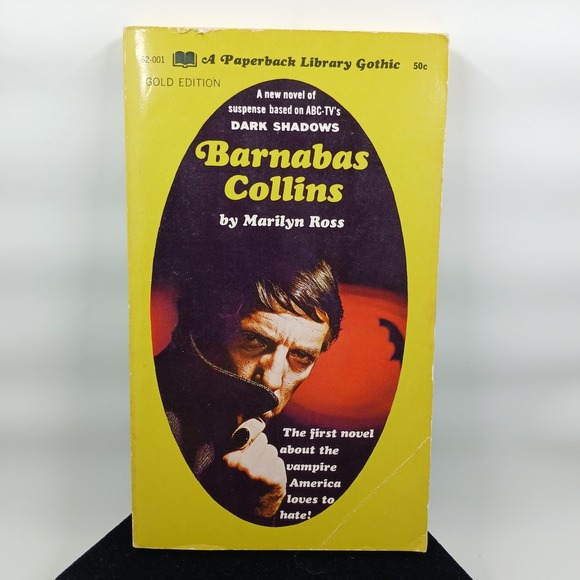 62-001 A Paperback Library Gothic 50c
GOLD EDITION
A new novel of
suspense based on ABC-TV's
DARK SHADOWS
Barnabas
Collins
by Marilyn Ross
The first novel
about the
vampire
America
loves to
hate!